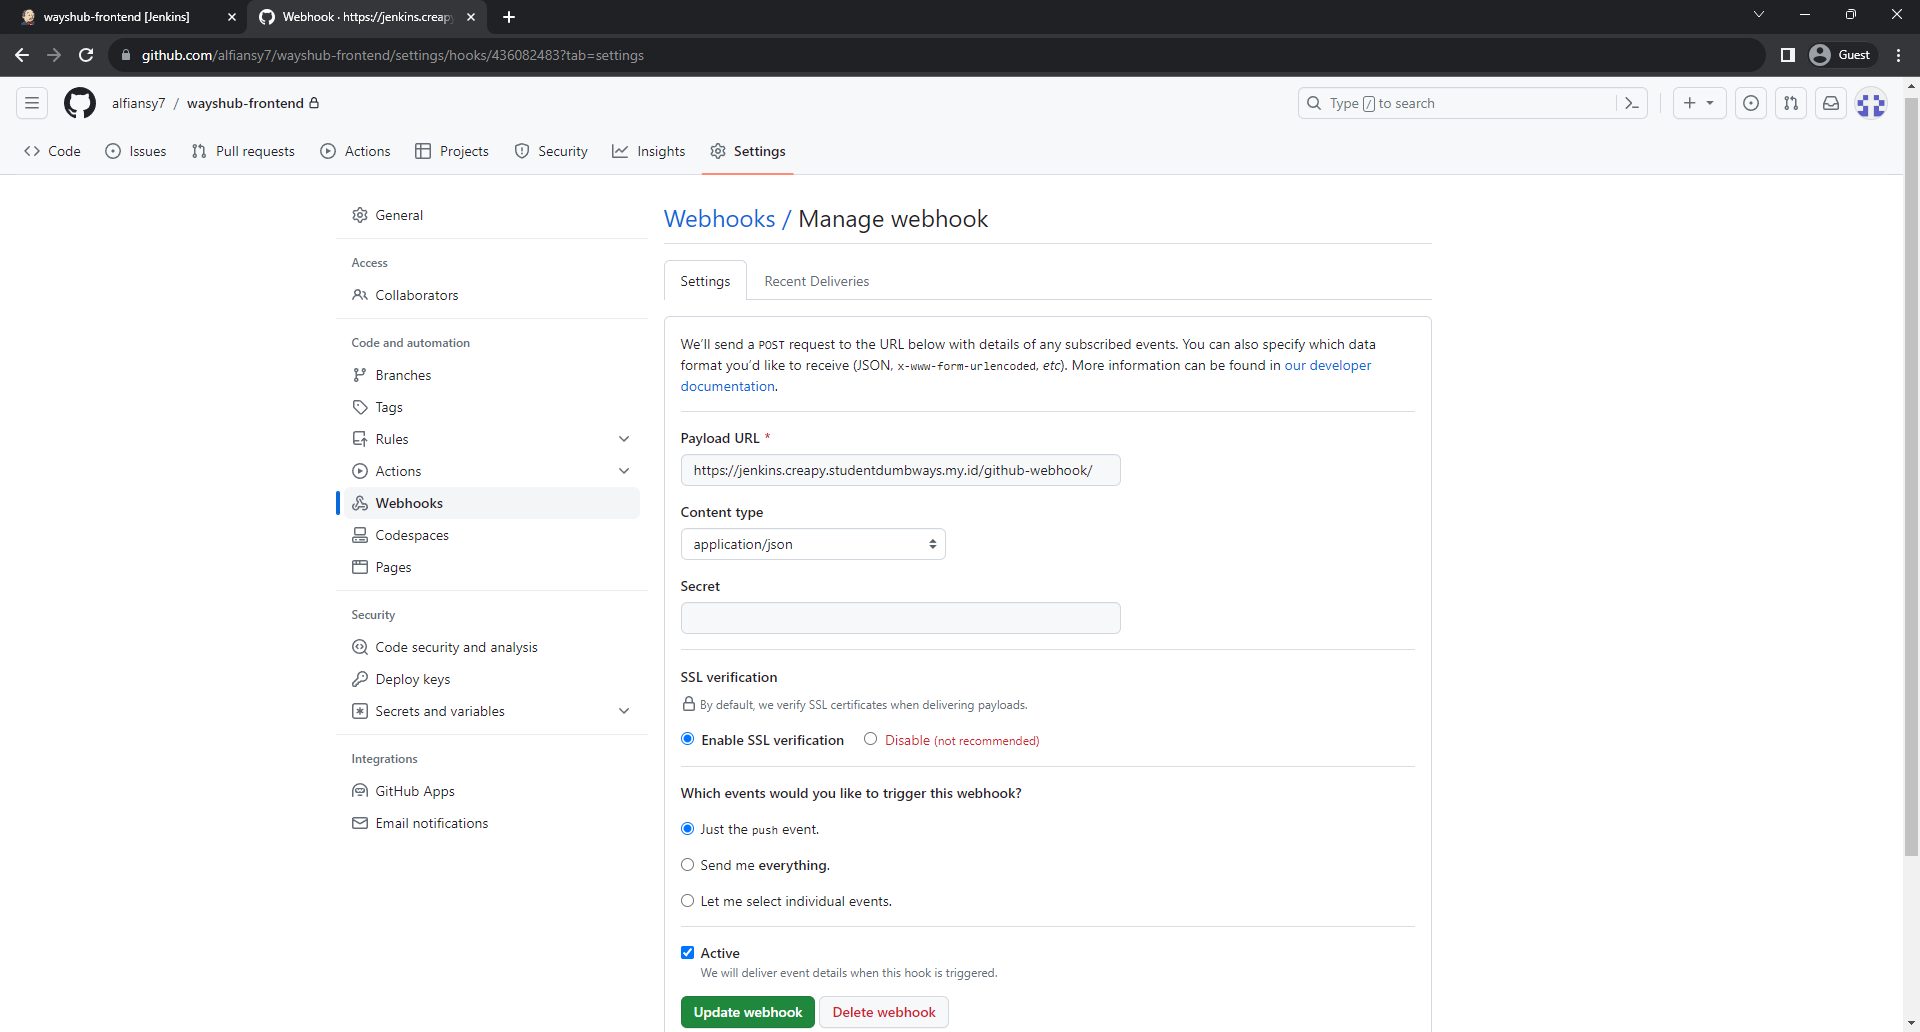 wayshub-frontend [Jenkins]
Webhook · https://jenkins.creapy
github.com/alfiansy7/wayshub-frontend/settings/hooks/436082483?tab=settings
Guest
alfiansy7 / wayshub-frontend
Type / to search
Code
Issues
Pull requests
Actions
Projects
Security
Insights
Settings
General
Access
Collaborators
Code and automation
Branches
Tags
Rules
Actions
Webhooks
Codespaces
Pages
Security
Code security and analysis
Deploy keys
Secrets and variables
Integrations
GitHub Apps
Email notifications
Webhooks / Manage webhook
Settings
Recent Deliveries
We’ll send a POST request to the URL below with details of any subscribed events. You can also specify which data
format you’d like to receive (JSON, x-www-form-urlencoded, etc). More information can be found in our developer
documentation.
Payload URL *
https://jenkins.creapy.studentdumbways.my.id/github-webhook/
Content type
application/json
Secret
SSL verification
By default, we verify SSL certificates when delivering payloads.
Enable SSL verification
Disable (not recommended)
Which events would you like to trigger this webhook?
Just the push event.
Send me everything.
Let me select individual events.
Active
We will deliver event details when this hook is triggered.
Update webhook
Delete webhook